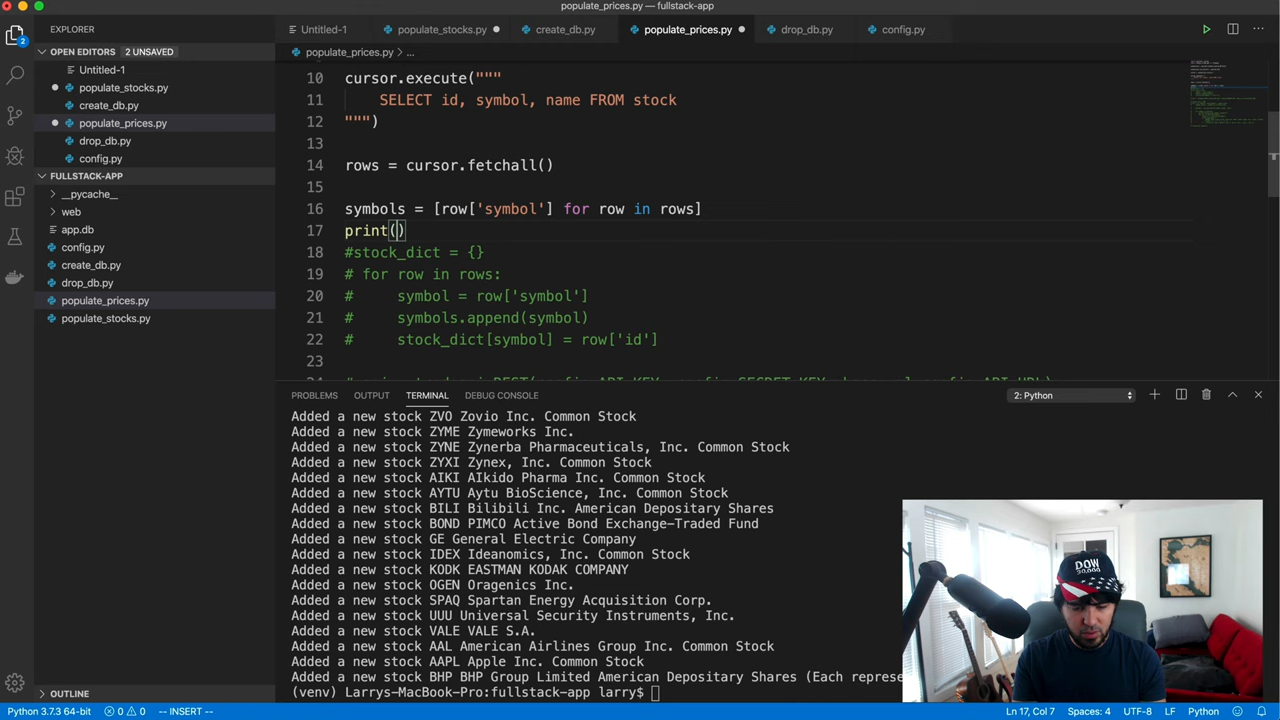 populate_prices.py — fullstack-app
EXPLORER
Untitled-1
populate_stocks.py
create_db.py
populate_prices.py
drop_db.py
config.py
OPEN EDITORS 2 UNSAVED
populate_prices.py > ...
Untitled-1
populate_stocks.py
create_db.py
populate_prices.py
drop_db.py
config.py
FULLSTACK-APP
__pycache__
web
app.db
config.py
create_db.py
drop_db.py
populate_prices.py
populate_stocks.py
2
10 cursor.execute("""
11 SELECT id, symbol, name FROM stock
12 """)
13
14 rows = cursor.fetchall()
15
16 symbols = [row['symbol'] for row in rows]
17 print()
18 #stock_dict = {}
19 # for row in rows:
20 # symbol = row['symbol']
21 # symbols.append(symbol)
22 # stock_dict[symbol] = row['id']
23
PROBLEMS OUTPUT TERMINAL DEBUG CONSOLE 2: Python
Added a new stock ZVO Zovio Inc. Common Stock
Added a new stock ZYME Zymeworks Inc.
Added a new stock ZYNE Zynerba Pharmaceuticals, Inc. Common Stock
Added a new stock ZYXI Zynex, Inc. Common Stock
Added a new stock AIKI AIkido Pharma Inc. Common Stock
Added a new stock AYTU Aytu BioScience, Inc. Common Stock
Added a new stock BILI Bilibili Inc. American Depositary Shares
Added a new stock BOND PIMCO Active Bond Exchange-Traded Fund
Added a new stock GE General Electric Company
Added a new stock IDEX Ideanomics, Inc. Common Stock
Added a new stock KODK EASTMAN KODAK COMPANY
Added a new stock OGEN Oragenics Inc.
Added a new stock SPAQ Spartan Energy Acquisition Corp.
Added a new stock UUU Universal Security Instruments, Inc.
Added a new stock VALE VALE S.A.
Added a new stock AAL American Airlines Group Inc. Common Stock
Added a new stock AAPL Apple Inc. Common Stock
Added a new stock BHP BHP Group Limited American Depositary Shares (Each represe
(venv) Larrys-MacBook-Pro:fullstack-app larry$
DOW
OUTLINE
Python 3.7.3 64-bit 0 0 -- INSERT -- Ln 17, Col 7 Spaces: 4 UTF-8 LF Python